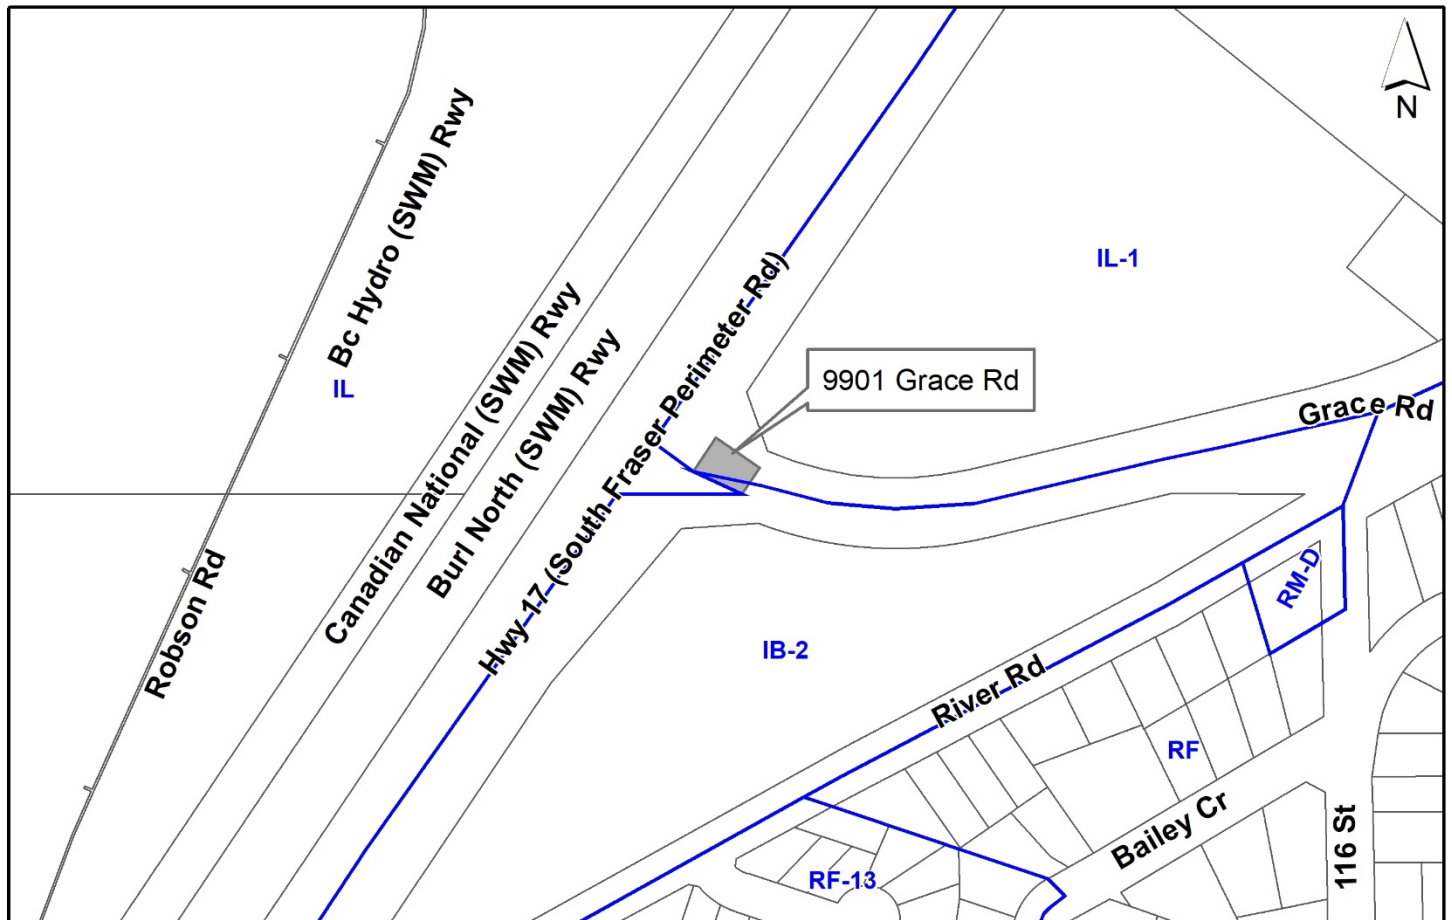 N
Bc Hydro (SWM) Rwy
IL-1
IL
Canadian National (SWM) Rwy
Burl North (SWM) Rwy
Hwy 17 (South Fraser Perimeter Rd)
9901 Grace Rd
Grace Rd
Robson Rd
RM-D
IB-2
River Rd
RF
Bailey Cr
116 St
RF-13